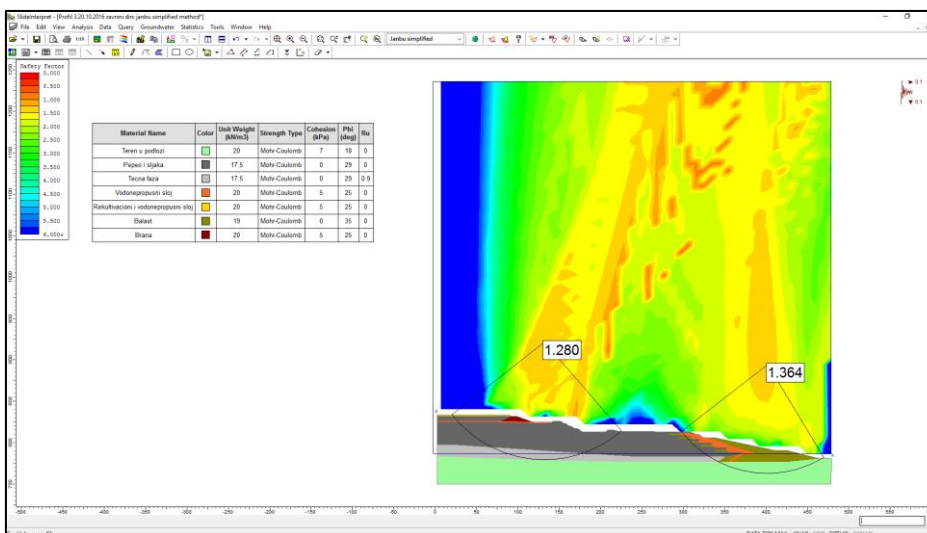 SlideInterpret - [Profil 3.20.10.2016 zavrsni din: janbu simplified method*]
File Edit View Analysis Data Query Groundwater Statistics Tools Window Help
Janbu simplified
Safety Factor
0.000
0.500
1.000
1.500
2.000
2.500
3.000
3.500
4.000
4.500
5.000
5.500
6.000+
Material Name Color Unit Weight (kN/m3) Strength Type Cohesion (kPa) Phi (deg) Ru
Teren u podlozi 20 Mohr-Coulomb 7 18 0
Pepeo i sljaka 17.5 Mohr-Coulomb 0 29 0
Tecna faza 17.5 Mohr-Coulomb 0 29 0.9
Vodonepropusni sloj 20 Mohr-Coulomb 5 25 0
Rekultivacioni i vodonepropusni sloj 20 Mohr-Coulomb 5 25 0
Balast 19 Mohr-Coulomb 0 35 0
Brana 20 Mohr-Coulomb 5 25 0
0.1
0.1
1.280
1.364
-500 -450 -400 -350 -300 -250 -200 -150 -100 -50 0 50 100 150 200 250 300 350 400 450 500 550